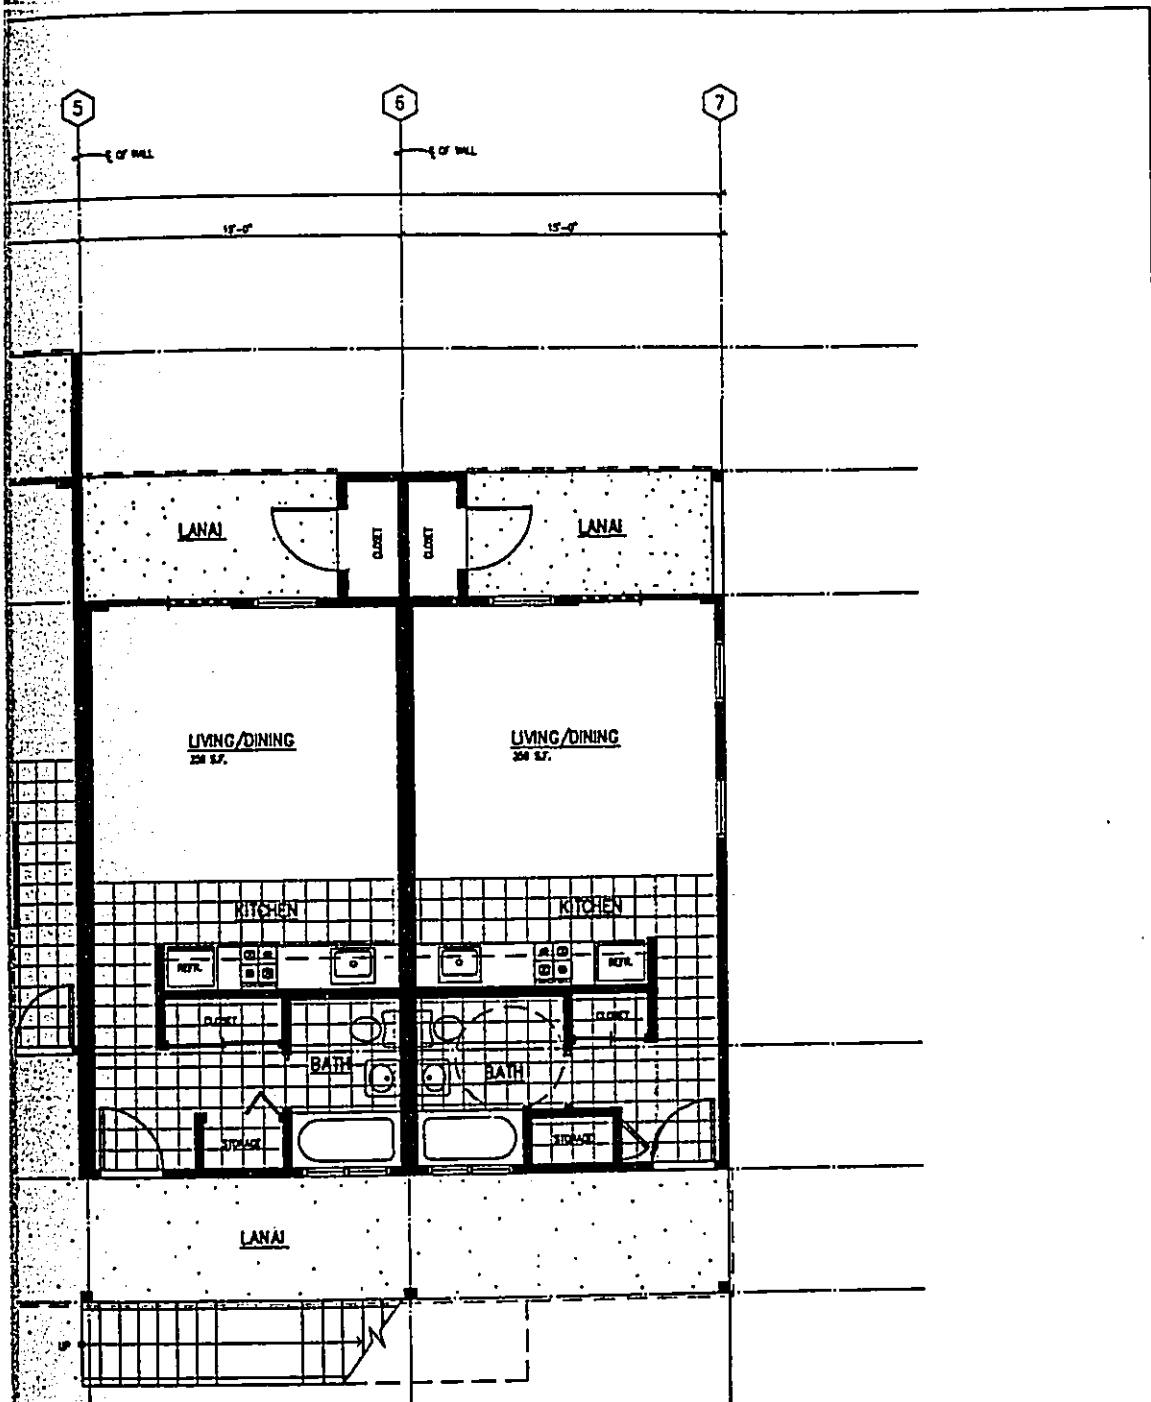 5
6
7
℄ OF WALL
℄ OF WALL
15'-0"
15'-0"
LANAI
CLOSET
CLOSET
LANAI
LIVING/DINING
LIVING/DINING
KITCHEN
KITCHEN
REFR.
REFR.
CLOSET
CLOSET
BATH
BATH
STORAGE
STORAGE
LANAI
UP